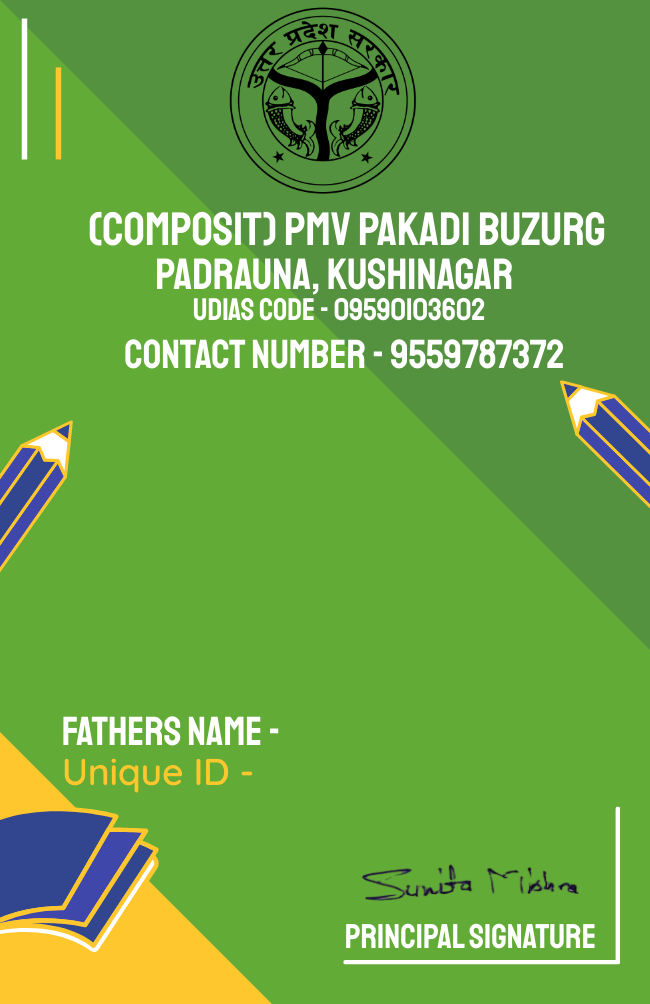 उत्तर प्रदेश सरकार
(COMPOSIT) PMV PAKADI BUZURG
PADRAUNA, KUSHINAGAR
UDIAS CODE - 09590103602
CONTACT NUMBER - 9559787372
FATHERS NAME -
Unique ID -
Sunita Mishra
PRINCIPAL SIGNATURE